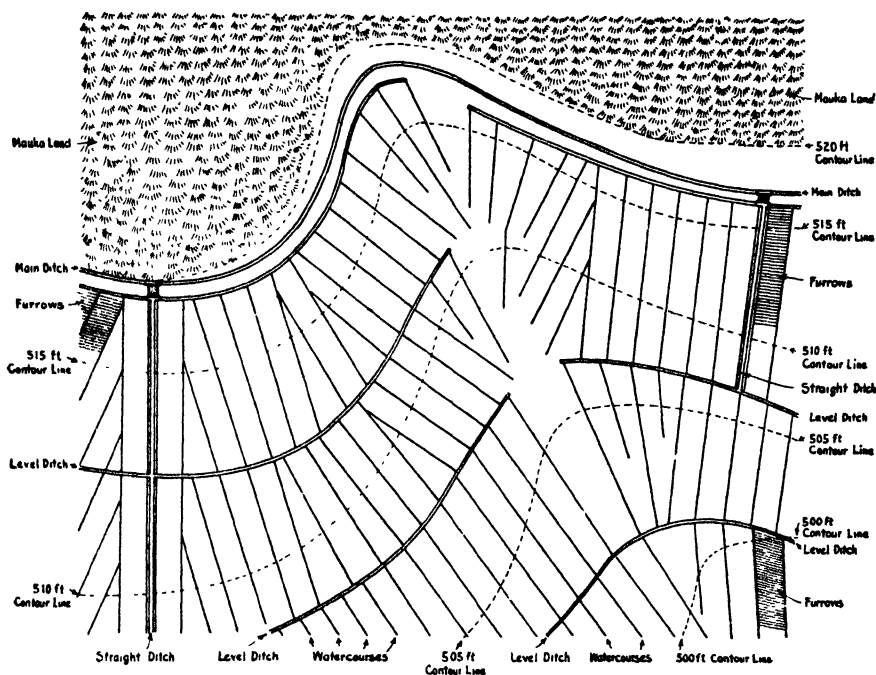 Mauka Land
Mauka Land
520 ft
Contour Line
Main Ditch
515 ft
Contour Line
Main Ditch
Furrows
Furrows
515 ft
Contour Line
510 ft
Contour Line
Straight Ditch
Level Ditch
505 ft
Contour Line
Level Ditch
500 ft
Contour Line
Level Ditch
510 ft
Contour Line
Furrows
Straight Ditch
Level Ditch
Watercourses
505 ft
Contour Line
Level Ditch
Watercourses
500 ft Contour Line